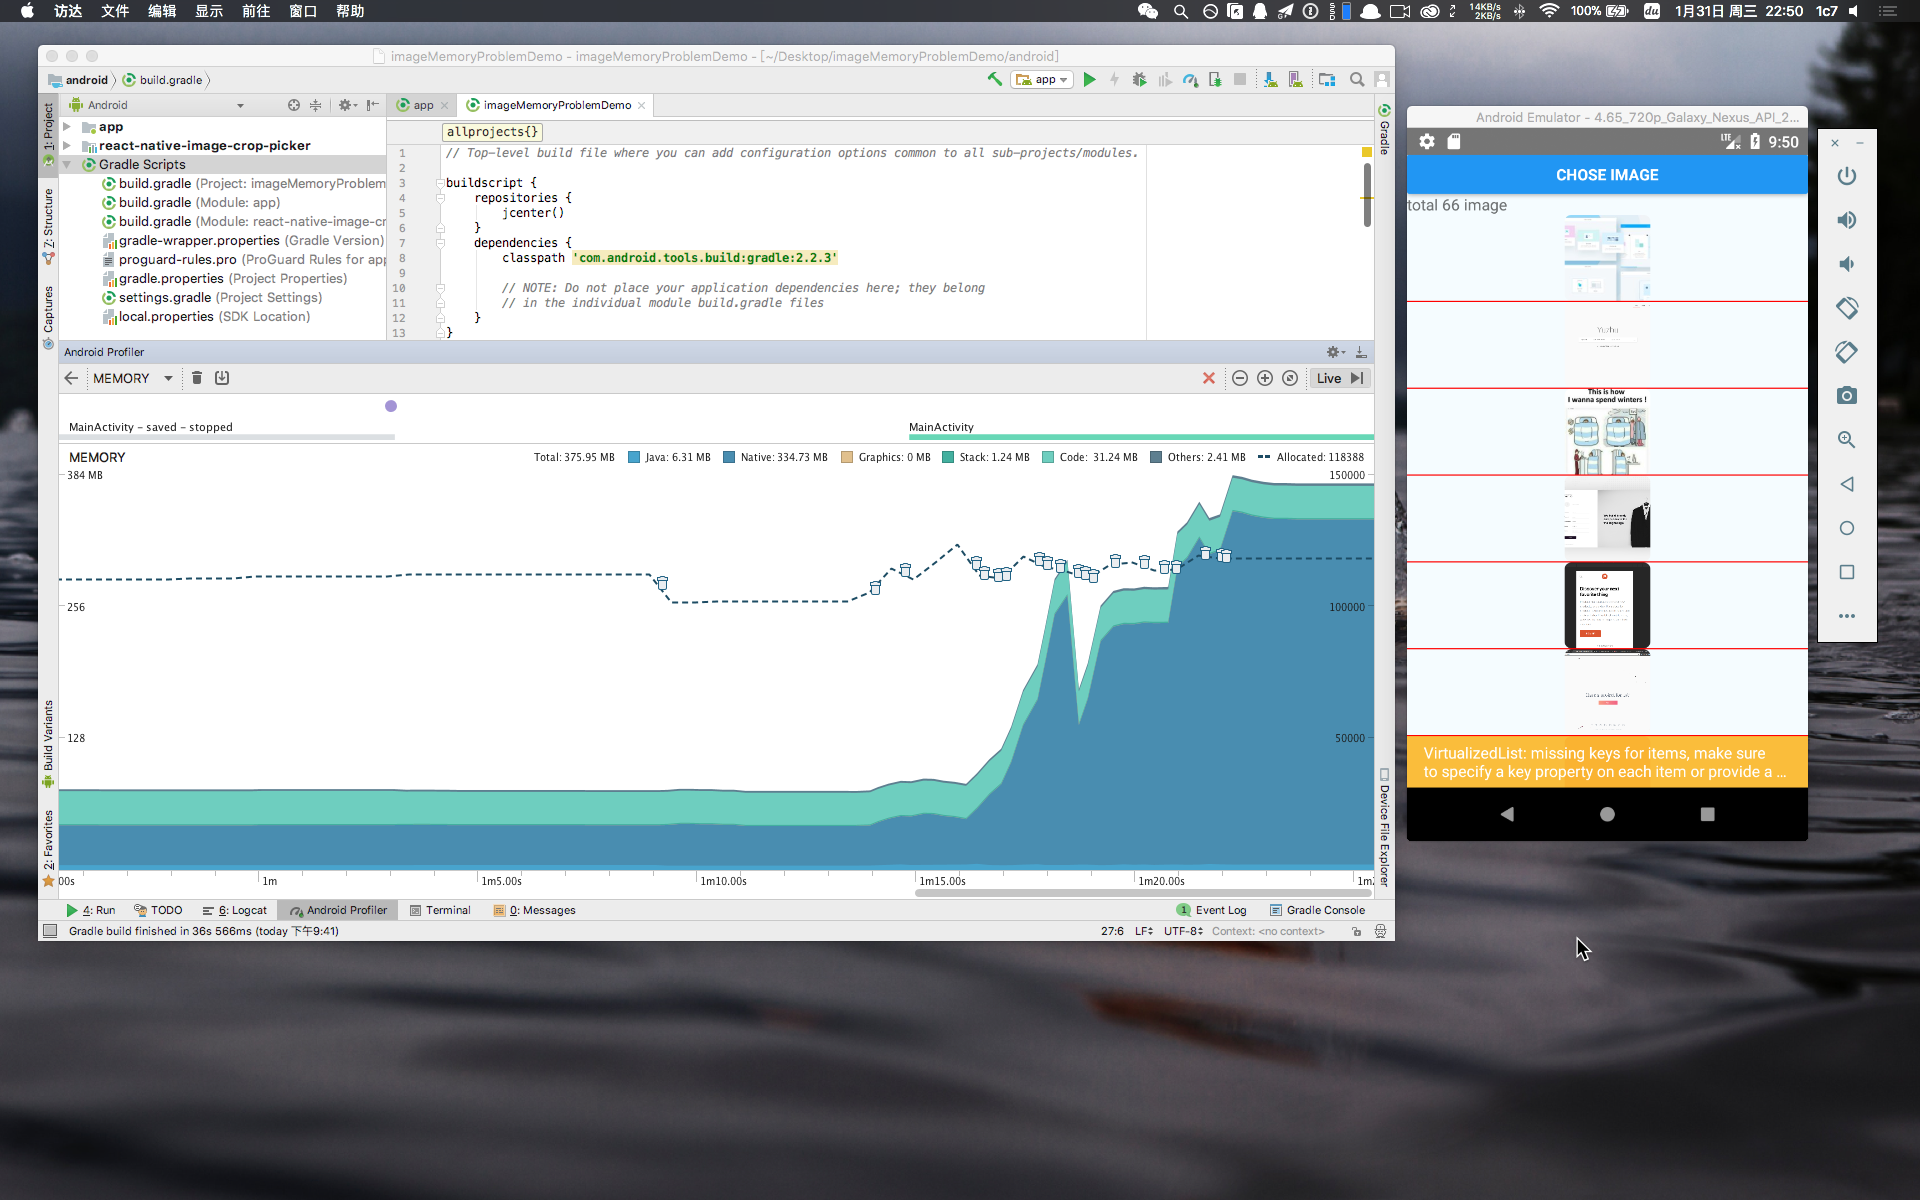 访达 文件 编辑 显示 前往 窗口 帮助
14KB/s
2KB/s
100%
du
1月31日 周三 22:50 1c7
imageMemoryProblemDemo - imageMemoryProblemDemo - [~/Desktop/imageMemoryProblemDemo/android]
android build.gradle
app
Android
app imageMemoryProblemDemo
1: Project
Z: Structure
Captures
Build Variants
2: Favorites
app
react-native-image-crop-picker
Gradle Scripts
build.gradle (Project: imageMemoryProblem
build.gradle (Module: app)
build.gradle (Module: react-native-image-cr
gradle-wrapper.properties (Gradle Version)
proguard-rules.pro (ProGuard Rules for app
gradle.properties (Project Properties)
settings.gradle (Project Settings)
local.properties (SDK Location)
allprojects{}
1 // Top-level build file where you can add configuration options common to all sub-projects/modules.
2
3 buildscript {
4 repositories {
5 jcenter()
6 }
7 dependencies {
8 classpath 'com.android.tools.build:gradle:2.2.3'
9
10 // NOTE: Do not place your application dependencies here; they belong
11 // in the individual module build.gradle files
12 }
13 }
Gradle
Device File Explorer
Android Profiler
MEMORY
Live
MainActivity - saved - stopped
MainActivity
MEMORY
Total: 375.95 MB Java: 6.31 MB Native: 334.73 MB Graphics: 0 MB Stack: 1.24 MB Code: 31.24 MB Others: 2.41 MB Allocated: 118388
384 MB
150000
256
100000
128
50000
00s 1m 1m5.00s 1m10.00s 1m15.00s 1m20.00s 1m2
4: Run TODO 6: Logcat Android Profiler Terminal 0: Messages
1 Event Log Gradle Console
Gradle build finished in 36s 566ms (today 下午9:41)
27:6 LF UTF-8 Context: <no context>
Android Emulator - 4.65_720p_Galaxy_Nexus_API_2...
LTE
9:50
CHOSE IMAGE
total 66 image
Yuzhu
This is how
I wanna spend winters !
Discover your next
favorite thing
VirtualizedList: missing keys for items, make sure
to specify a key property on each item or provide a ...